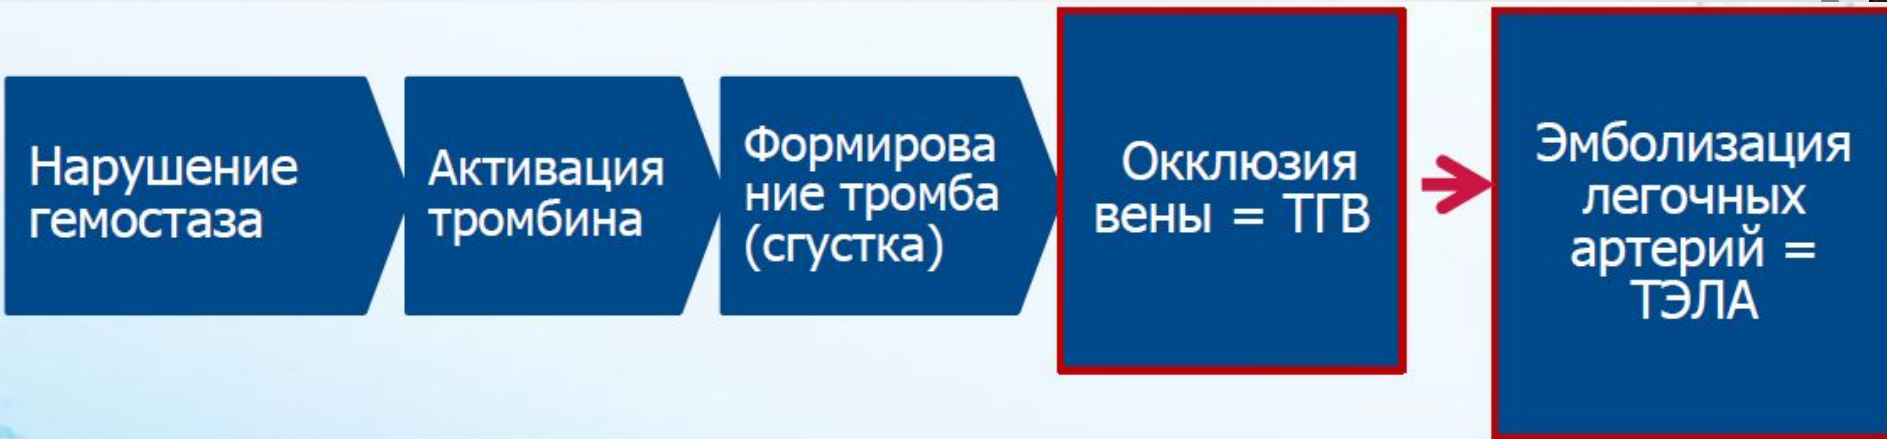 Нарушение
гемостаза
Активация
тромбина
Формирова
ние тромба
(сгустка)
Окклюзия
вены = ТГВ
Эмболизация
легочных
артерий =
ТЭЛА